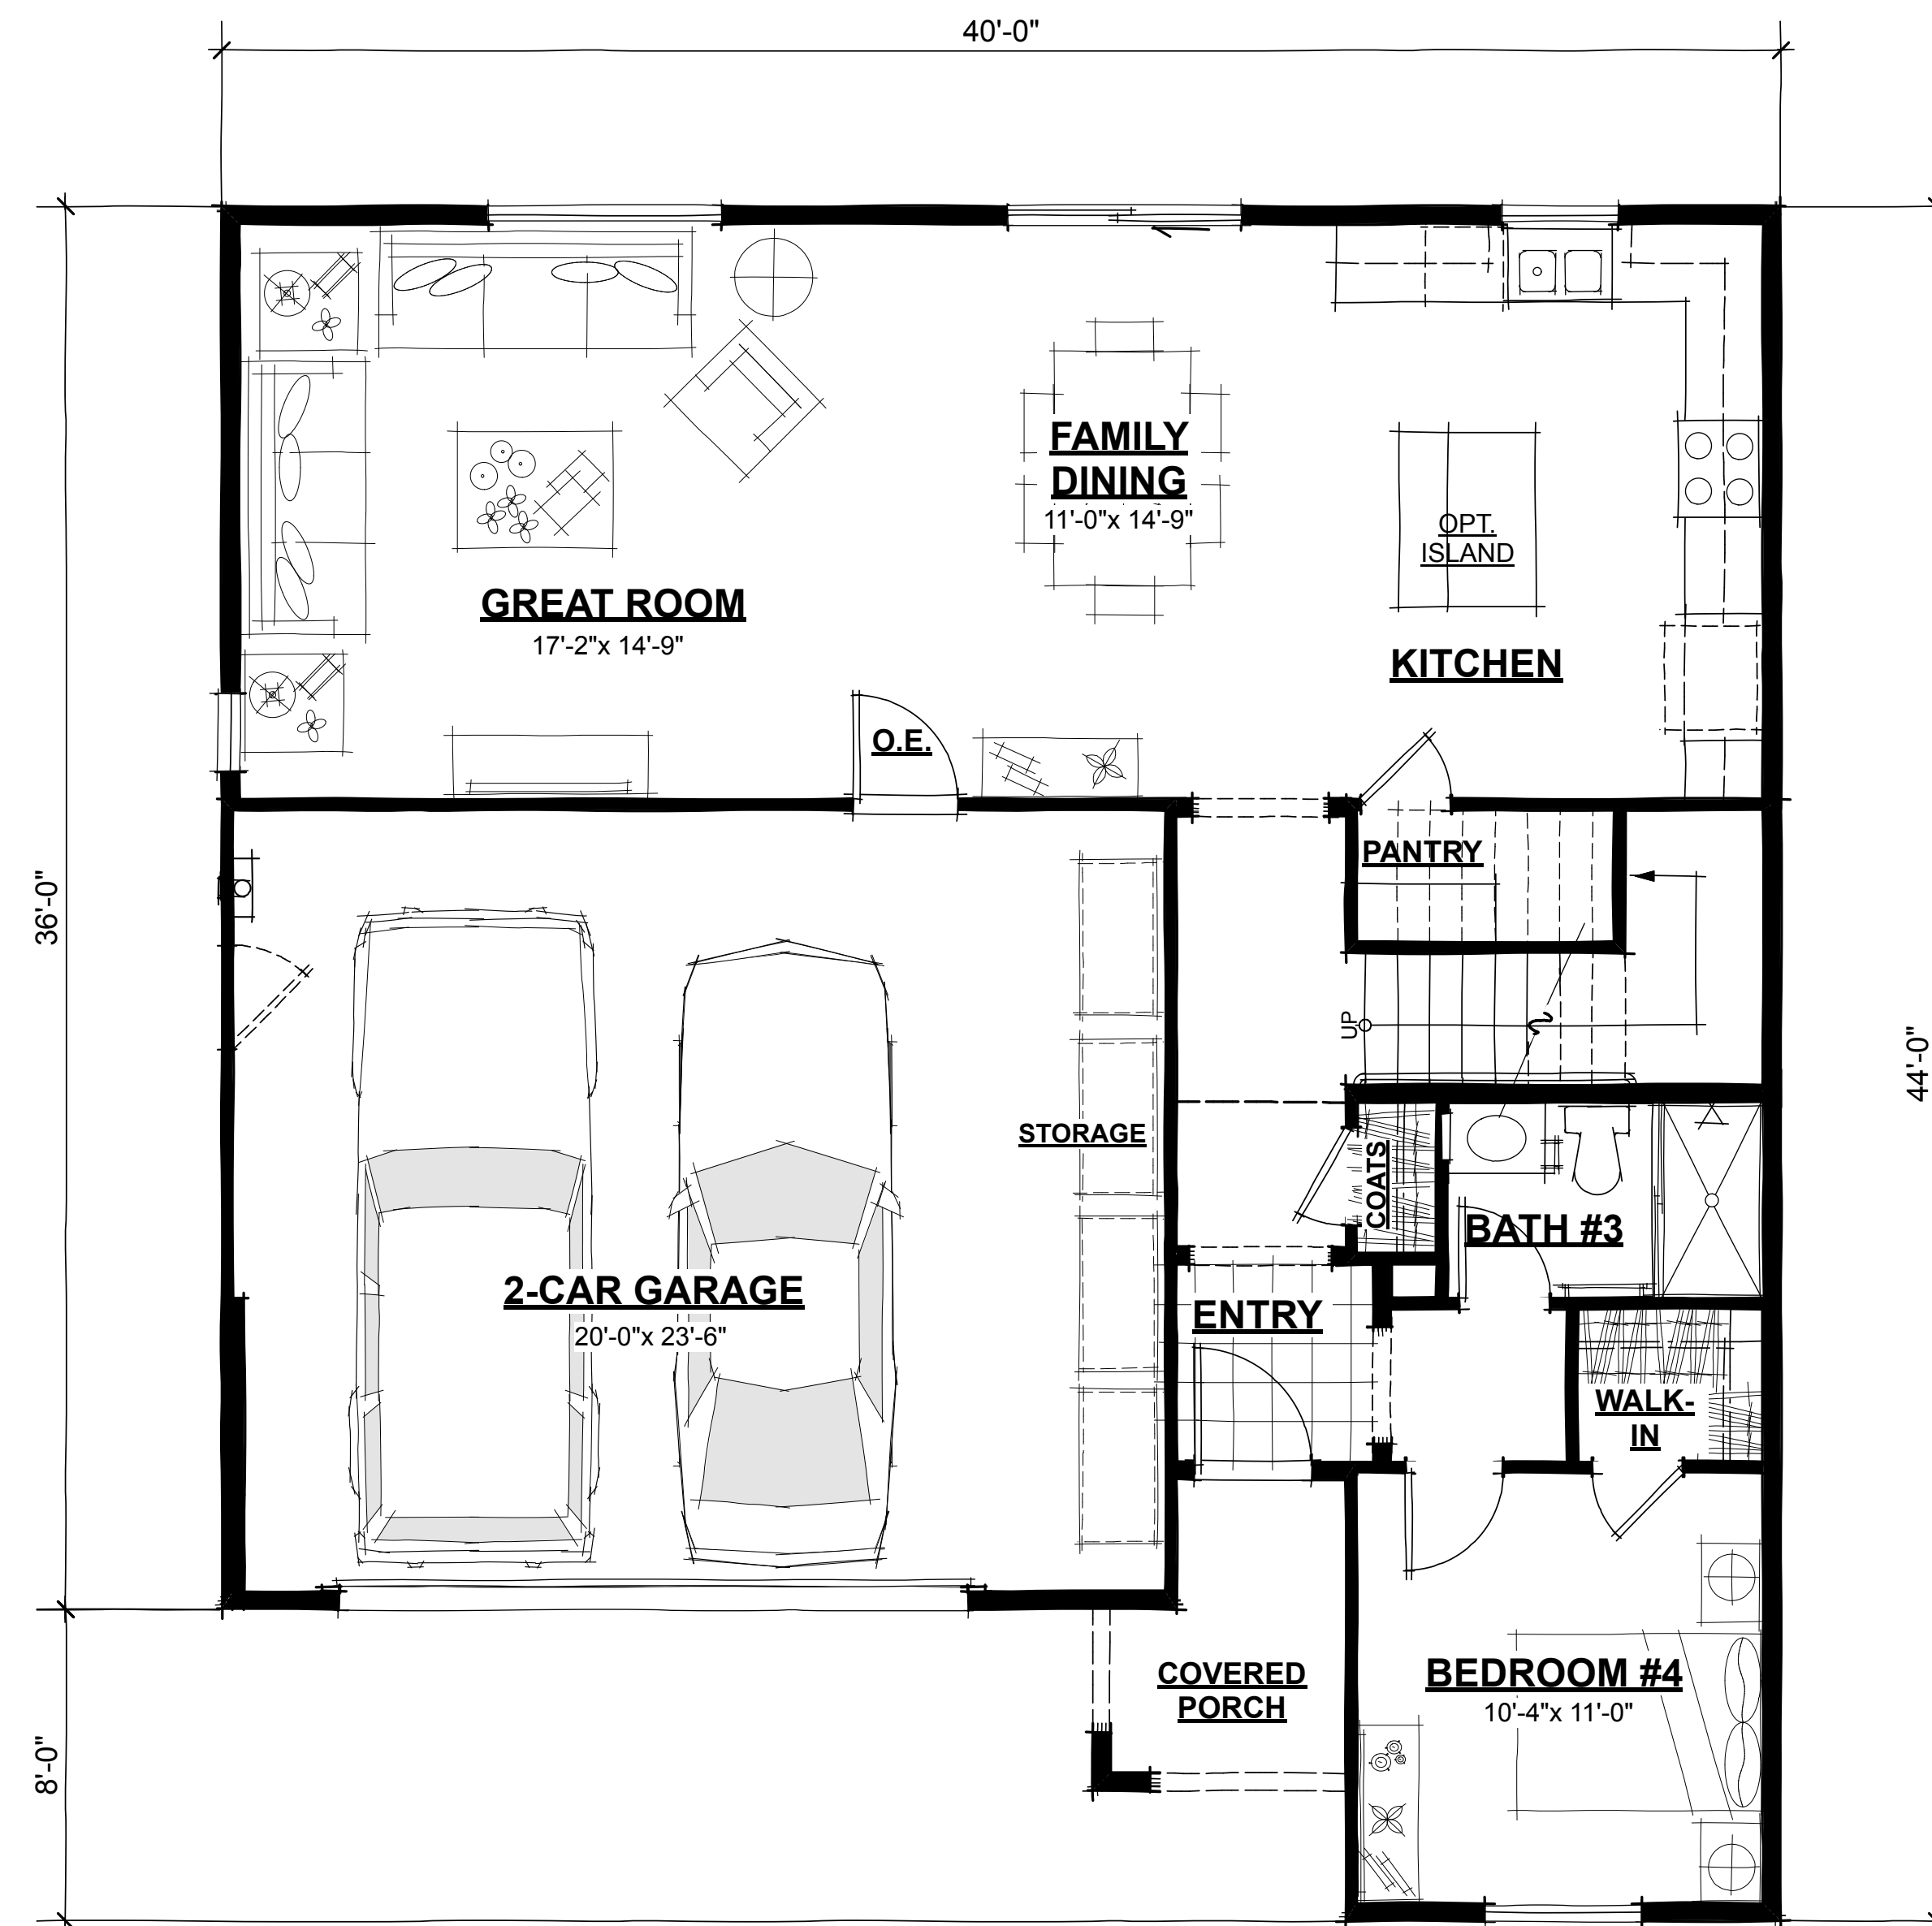 40'-0"
FAMILY
DINING
11'-0"x 14'-9"
OPT.
ISLAND
GREAT ROOM
17'-2"x 14'-9"
KITCHEN
O.E.
PANTRY
36'-0"
UP
44'-0"
STORAGE
COATS
BATH #3
2-CAR GARAGE
20'-0"x 23'-6"
ENTRY
WALK-
IN
COVERED
PORCH
BEDROOM #4
10'-4"x 11'-0"
8'-0"